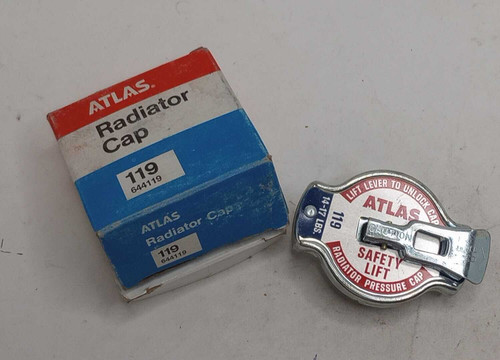 ATLAS.
Radiator
Cap
119
644119
ATLAS
Radiator Cap
119
644119
LIFT LEVER TO UNLOCK CAP
14-17 LBS.
119
ATLAS
CAUTION
SAFETY
LIFT
RADIATOR PRESSURE CAP